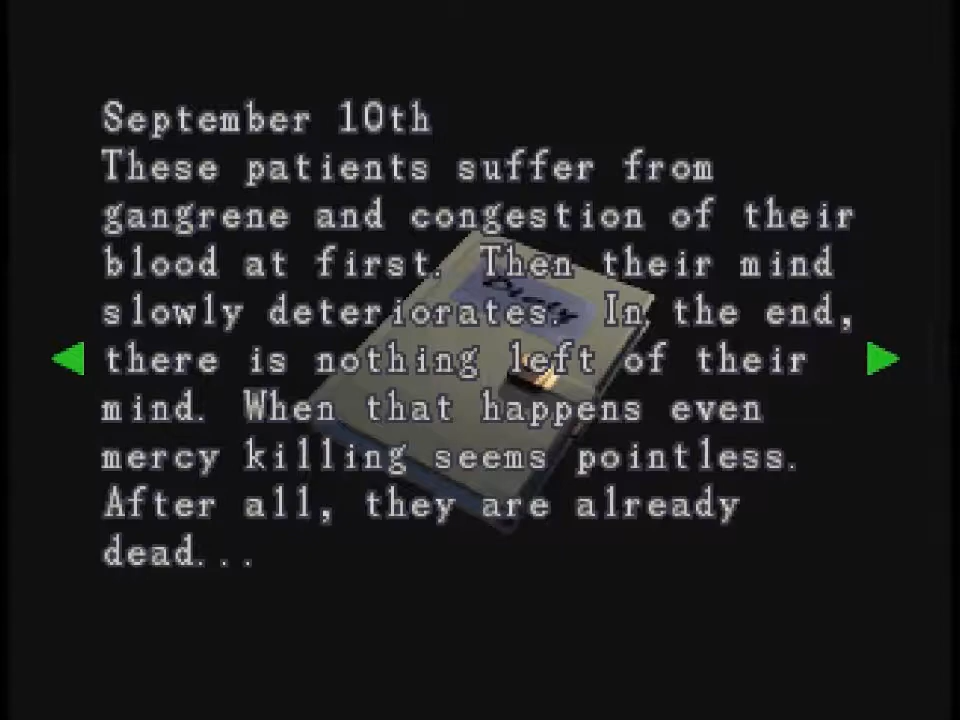 September 10th
These patients suffer from
gangrene and congestion of their
blood at first. Then their mind
slowly deteriorates. In the end,
there is nothing left of their
mind. When that happens even
mercy killing seems pointless.
After all, they are already
dead...
Diary